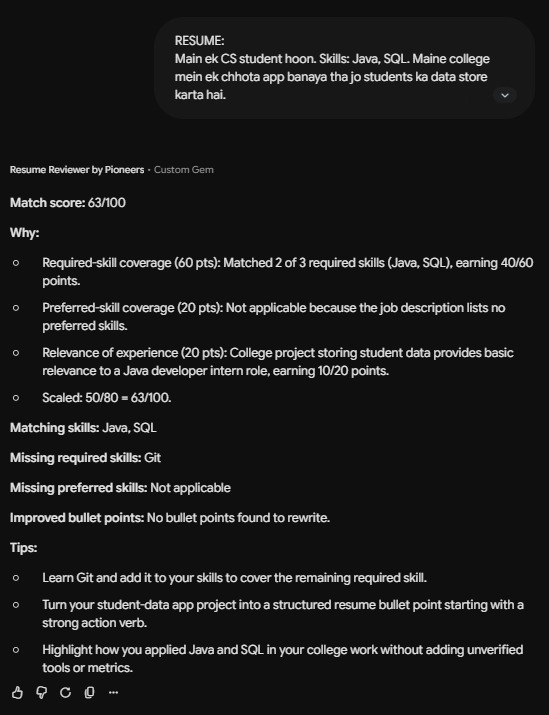 RESUME:
Main ek CS student hoon. Skills: Java, SQL. Maine college
mein ek chhota app banaya tha jo students ka data store
karta hai.
Resume Reviewer by Pioneers • Custom Gem
Match score: 63/100
Why:
Required-skill coverage (60 pts): Matched 2 of 3 required skills (Java, SQL), earning 40/60
points.
Preferred-skill coverage (20 pts): Not applicable because the job description lists no
preferred skills.
Relevance of experience (20 pts): College project storing student data provides basic
relevance to a Java developer intern role, earning 10/20 points.
Scaled: 50/80 = 63/100.
Matching skills: Java, SQL
Missing required skills: Git
Missing preferred skills: Not applicable
Improved bullet points: No bullet points found to rewrite.
Tips:
Learn Git and add it to your skills to cover the remaining required skill.
Turn your student-data app project into a structured resume bullet point starting with a
strong action verb.
Highlight how you applied Java and SQL in your college work without adding unverified
tools or metrics.